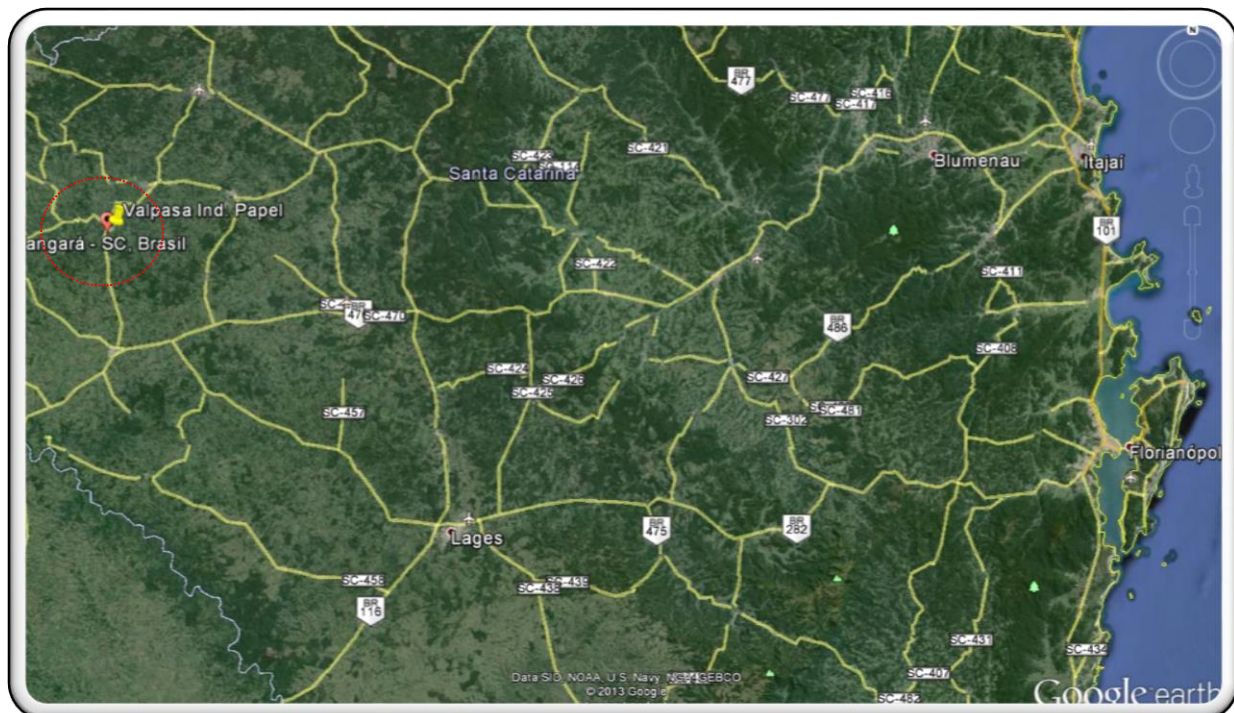 N
BR
477
SC-477
SC-416
SC-417
SC-421
SC-423
SC-114
Santa Catarina
Blumenau
Itajaí
Valpasa Ind. Papel
angará - SC, Brasil
BR
101
SC-422
SC-411
BR
SC-470
BR
486
SC-408
SC-424
SC-426
SC-425
SC-427
SC-457
SC-481
SC-302
Florianópol
Lages
BR
475
BR
282
SC-458
SC-439
SC-438
BR
116
SC-431
SC-434
SC-407
SC-482
Data SIO, NOAA, U.S. Navy, NGA, GEBCO
© 2013 Google
Google earth